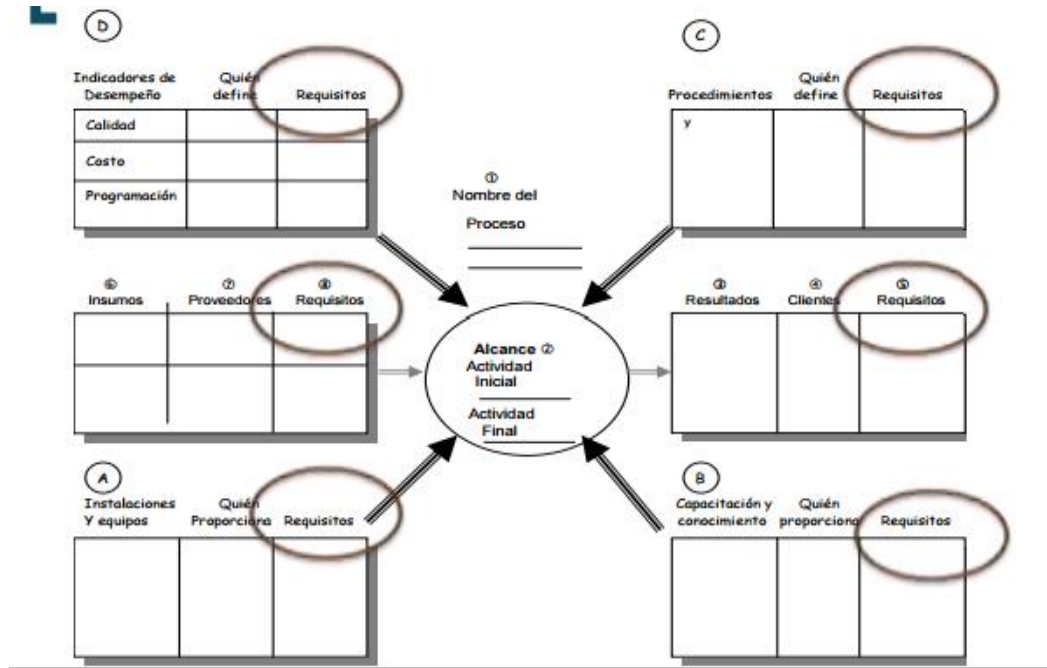 D
Indicadores de Quién
Desempeño define Requisitos
Calidad
Costo
Programación
C
Quién
Procedimientos define Requisitos
y
①
Nombre del
Proceso
⑥ ⑦ ⑧
Insumos Proveedores Requisitos
Alcance ②
Actividad
Inicial
Actividad
Final
③ ④ ⑤
Resultados Clientes Requisitos
A
Instalaciones Quién
Y equipos Proporciona Requisitos
B
Capacitación y Quién
conocimiento proporciona Requisitos